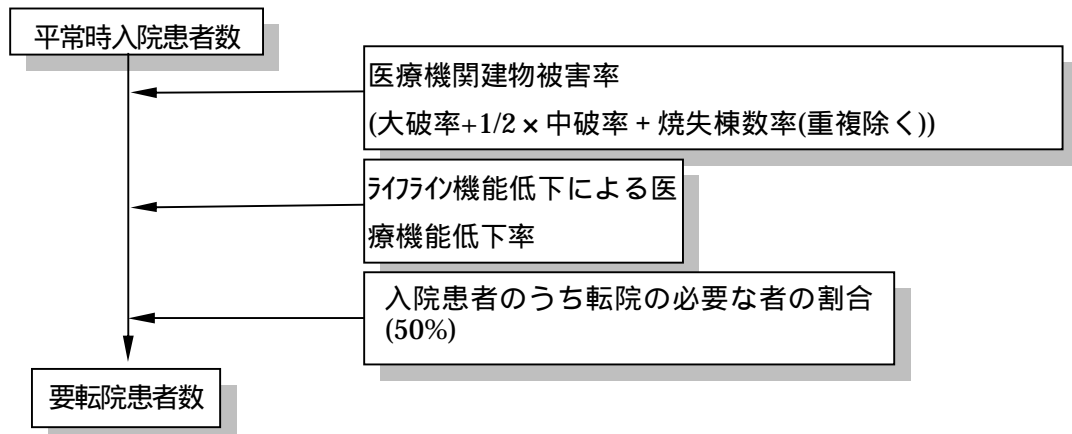 平常時入院患者数
医療機関建物被害率
(大破率+1/2×中破率+焼失棟数率(重複除く))
ﾗｲﾌﾗｲﾝ機能低下による医
療機能低下率
入院患者のうち転院の必要な者の割合
(50%)
要転院患者数